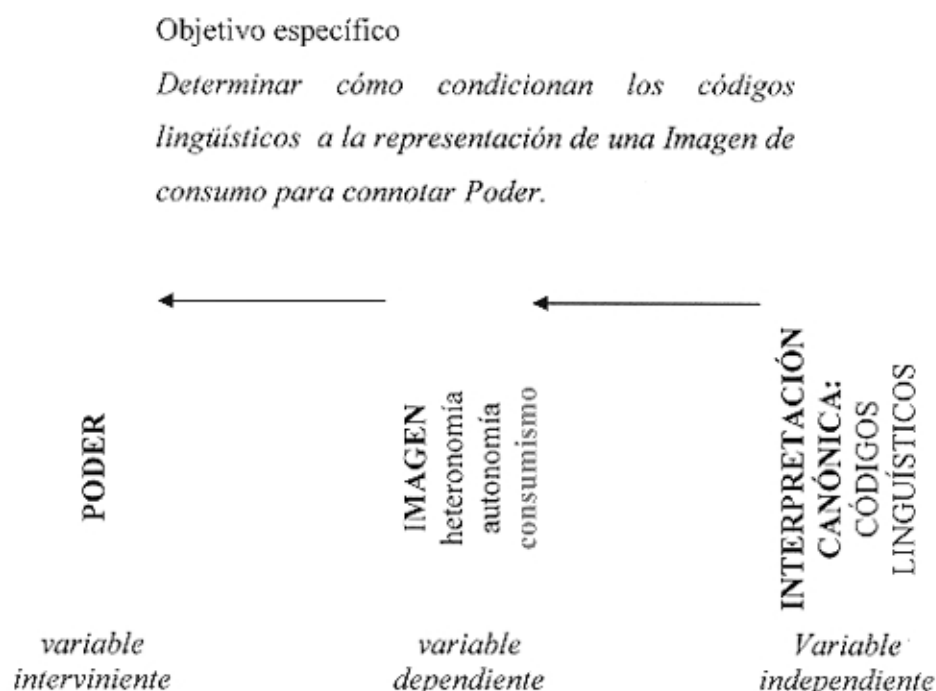 Objetivo específico
Determinar cómo condicionan los códigos
lingüísticos a la representación de una Imagen de
consumo para connotar Poder.
PODER
IMAGEN
heteronomía
autonomía
consumismo
INTERPRETACIÓN
CANÓNICA:
CÓDIGOS
LINGUÍSTICOS
variable
interviniente
variable
dependiente
Variable
independiente